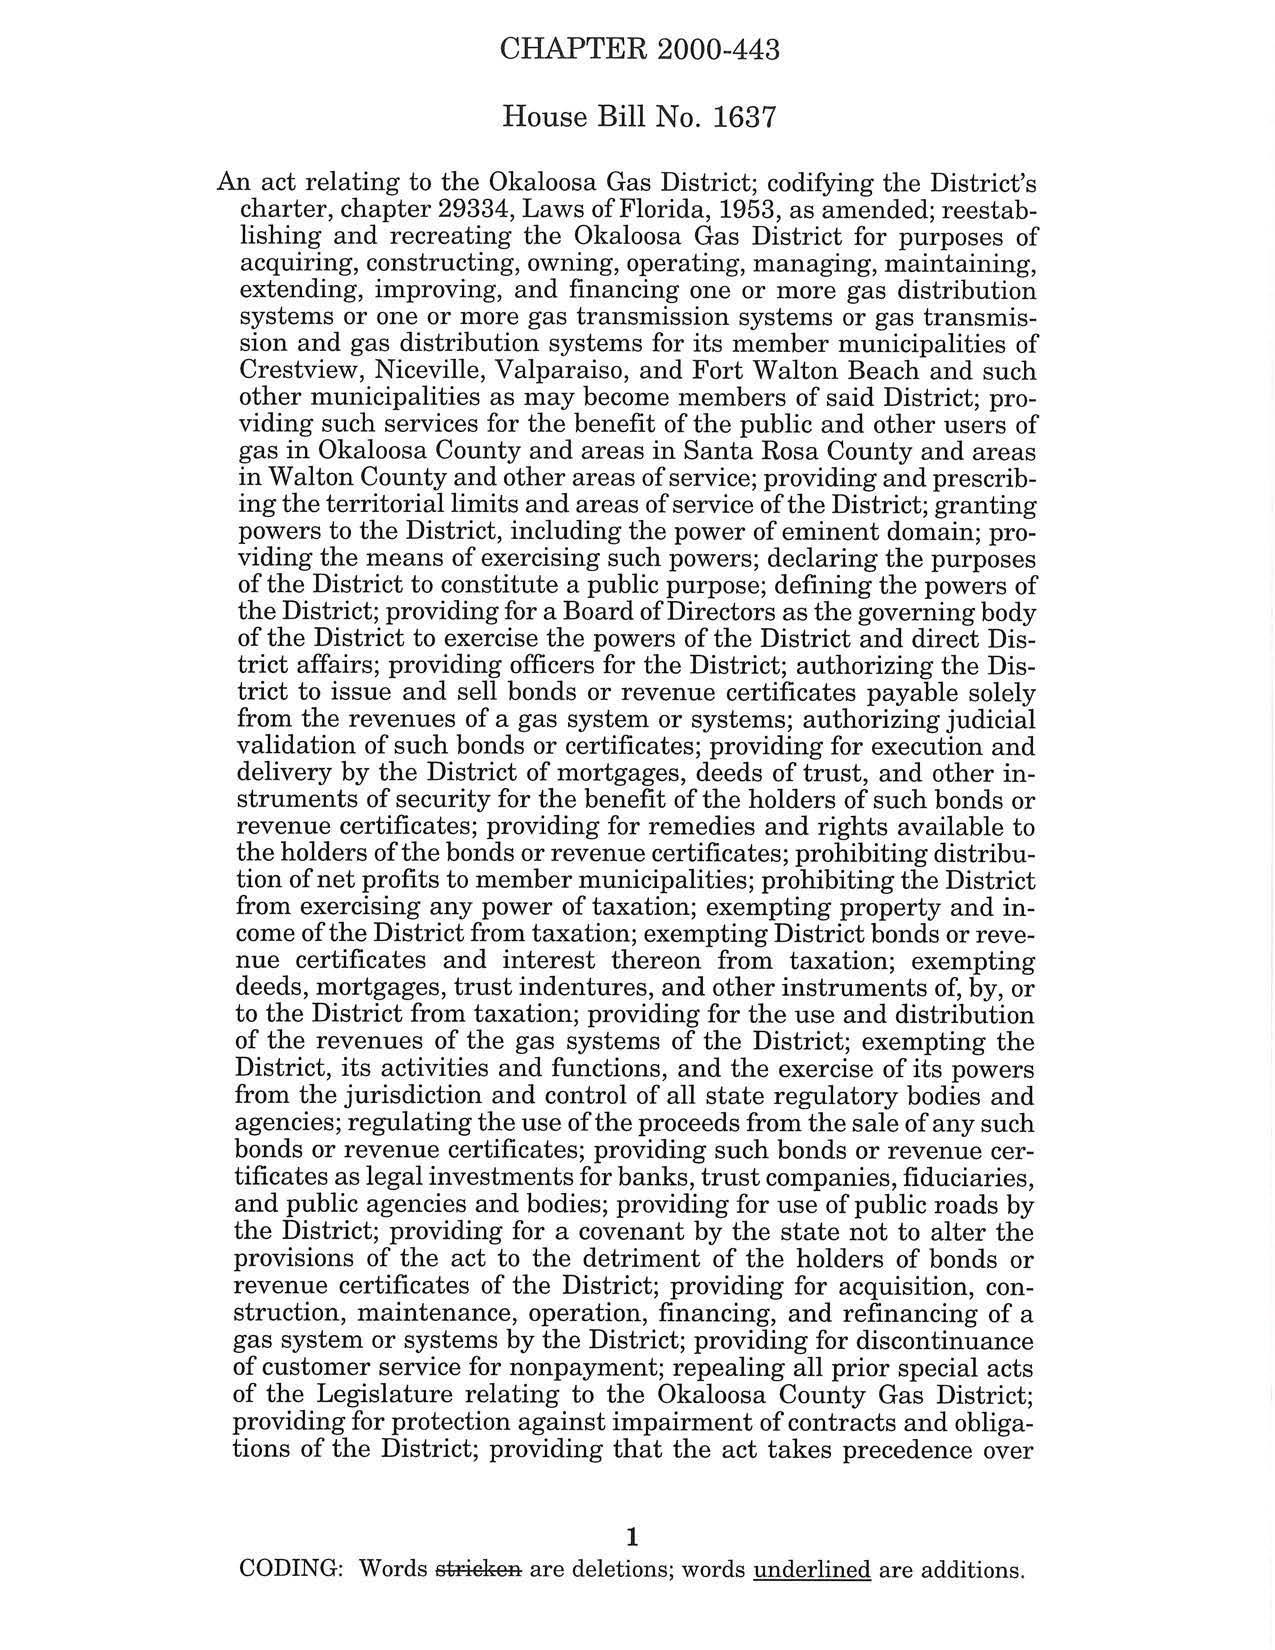 CHAPTER 2000-443
House Bill No. 1637
An act relating to the Okaloosa Gas District; codifying the District's
charter, chapter 29334, Laws of Florida, 1953, as amended; reestab-
lishing and recreating the Okaloosa Gas District for purposes of
acquiring, constructing, owning, operating, managing, maintaining,
extending, improving, and financing one or more gas distribution
systems or one or more gas transmission systems or gas transmis-
sion and gas distribution systems for its member municipalities of
Crestview, Niceville, Valparaiso, and Fort Walton Beach and such
other municipalities as may become members of said District; pro-
viding such services for the benefit of the public and other users of
gas in Okaloosa County and areas in Santa Rosa County and areas
in Walton County and other areas of service; providing and prescrib-
ing the territorial limits and areas of service of the District; granting
powers to the District, including the power of eminent domain; pro-
viding the means of exercising such powers; declaring the purposes
of the District to constitute a public purpose; defining the powers of
the District; providing for a Board of Directors as the governing body
of the District to exercise the powers of the District and direct Dis-
trict affairs; providing officers for the District; authorizing the Dis-
trict to issue and sell bonds or revenue certificates payable solely
from the revenues of a gas system or systems; authorizing judicial
validation of such bonds or certificates; providing for execution and
delivery by the District of mortgages, deeds of trust, and other in-
struments of security for the benefit of the holders of such bonds or
revenue certificates; providing for remedies and rights available to
the holders of the bonds or revenue certificates; prohibiting distribu-
tion of net profits to member municipalities; prohibiting the District
from exercising any power of taxation; exempting property and in-
come of the District from taxation; exempting District bonds or reve-
nue certificates and interest thereon from taxation; exempting
deeds, mortgages, trust indentures, and other instruments of, by, or
to the District from taxation; providing for the use and distribution
of the revenues of the gas systems of the District; exempting the
District, its activities and functions, and the exercise of its powers
from the jurisdiction and control of all state regulatory bodies and
agencies; regulating the use of the proceeds from the sale of any such
bonds or revenue certificates; providing such bonds or revenue cer-
tificates as legal investments for banks, trust companies, fiduciaries,
and public agencies and bodies; providing for use of public roads by
the District; providing for a covenant by the state not to alter the
provisions of the act to the detriment of the holders of bonds or
revenue certificates of the District; providing for acquisition, con-
struction, maintenance, operation, financing, and refinancing of a
gas system or systems by the District; providing for discontinuance
of customer service for nonpayment; repealing all prior special acts
of the Legislature relating to the Okaloosa County Gas District;
providing for protection against impairment of contracts and obliga-
tions of the District; providing that the act takes precedence over
1
CODING: Words stricken are deletions; words underlined are additions.